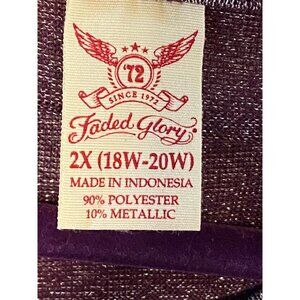 '72
SINCE 1972
Faded Glory
2X (18W-20W)
MADE IN INDONESIA
90% POLYESTER
10% METALLIC